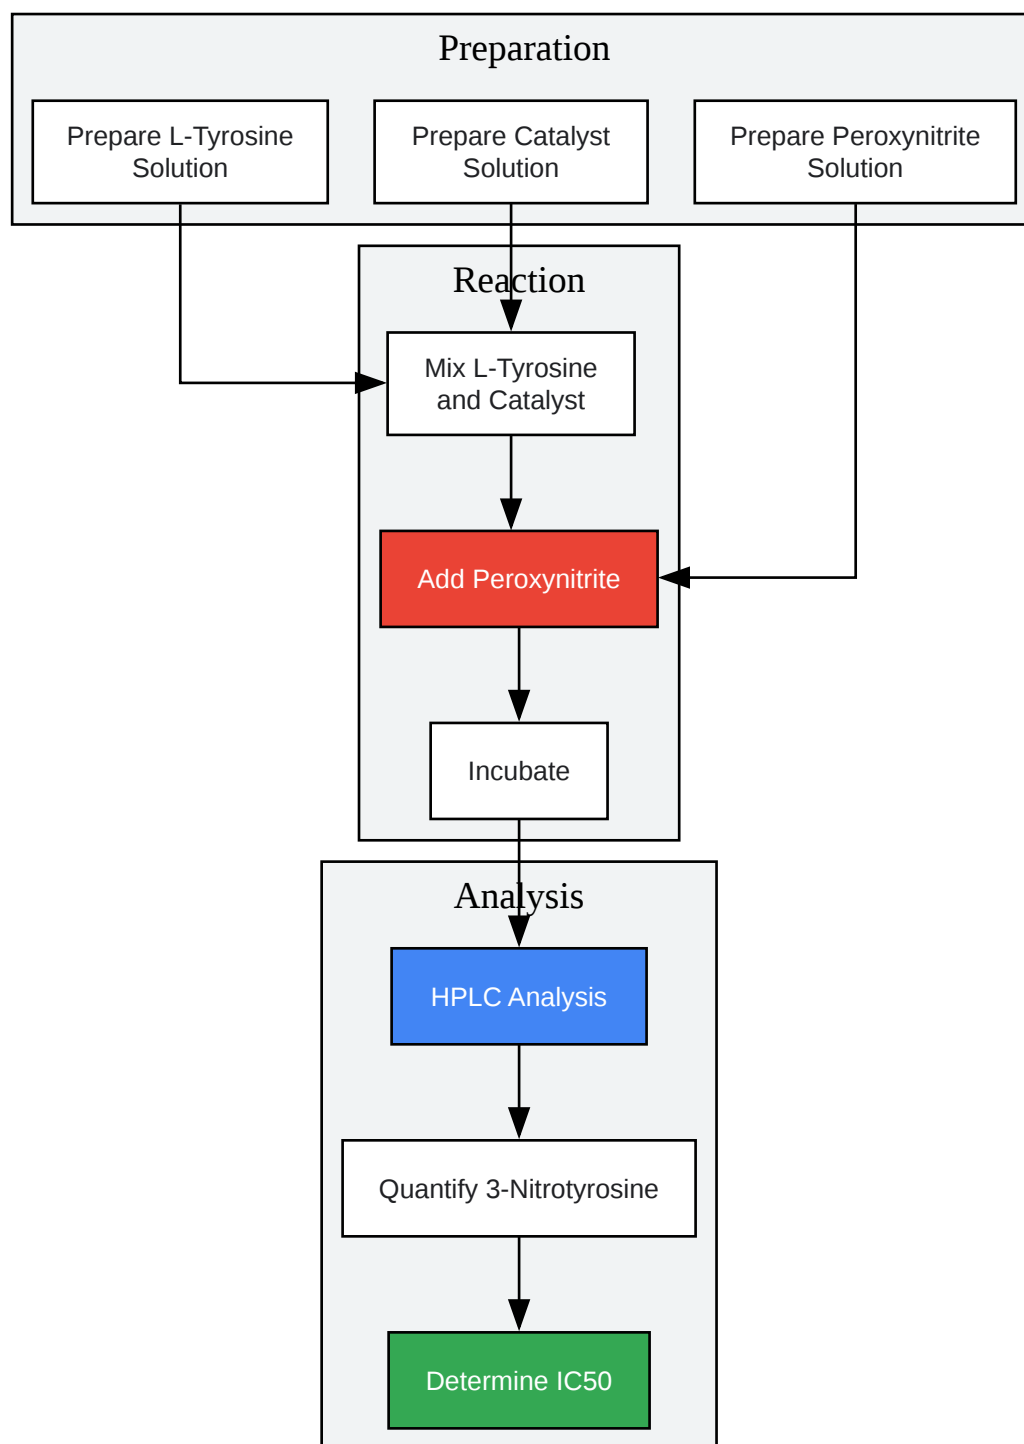 Preparation
Prepare L-Tyrosine
Solution
Prepare Catalyst
Solution
Prepare Peroxynitrite
Solution
Reaction
Mix L-Tyrosine
and Catalyst
Add Peroxynitrite
Incubate
Analysis
HPLC Analysis
Quantify 3-Nitrotyrosine
Determine IC50